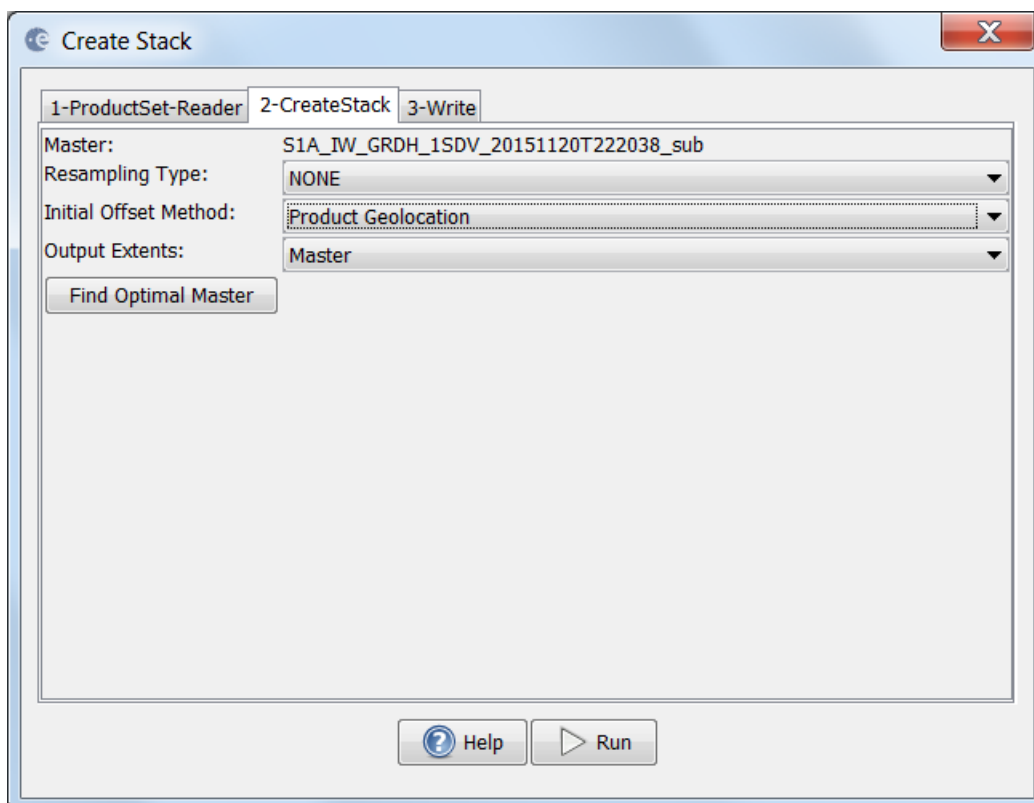 Create Stack
1-ProductSet-Reader 2-CreateStack 3-Write
Master: S1A_IW_GRDH_1SDV_20151120T222038_sub
Resampling Type: NONE
Initial Offset Method: Product Geolocation
Output Extents: Master
Find Optimal Master
Help Run